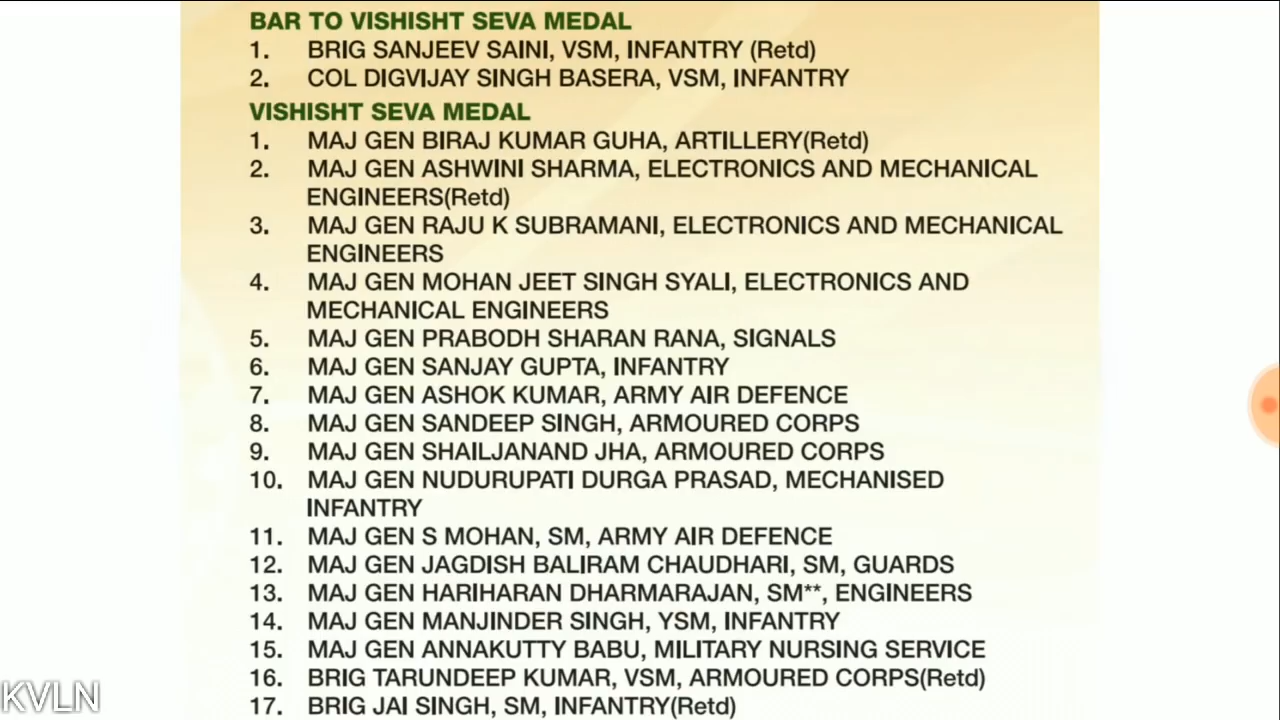 BAR TO VISHISHT SEVA MEDAL
1. BRIG SANJEEV SAINI, VSM, INFANTRY (Retd)
2. COL DIGVIJAY SINGH BASERA, VSM, INFANTRY
VISHISHT SEVA MEDAL
1. MAJ GEN BIRAJ KUMAR GUHA, ARTILLERY(Retd)
2. MAJ GEN ASHWINI SHARMA, ELECTRONICS AND MECHANICAL
ENGINEERS(Retd)
3. MAJ GEN RAJU K SUBRAMANI, ELECTRONICS AND MECHANICAL
ENGINEERS
4. MAJ GEN MOHAN JEET SINGH SYALI, ELECTRONICS AND
MECHANICAL ENGINEERS
5. MAJ GEN PRABODH SHARAN RANA, SIGNALS
6. MAJ GEN SANJAY GUPTA, INFANTRY
7. MAJ GEN ASHOK KUMAR, ARMY AIR DEFENCE
8. MAJ GEN SANDEEP SINGH, ARMOURED CORPS
9. MAJ GEN SHAILJANAND JHA, ARMOURED CORPS
10. MAJ GEN NUDURUPATI DURGA PRASAD, MECHANISED
INFANTRY
11. MAJ GEN S MOHAN, SM, ARMY AIR DEFENCE
12. MAJ GEN JAGDISH BALIRAM CHAUDHARI, SM, GUARDS
13. MAJ GEN HARIHARAN DHARMARAJAN, SM**, ENGINEERS
14. MAJ GEN MANJINDER SINGH, YSM, INFANTRY
15. MAJ GEN ANNAKUTTY BABU, MILITARY NURSING SERVICE
16. BRIG TARUNDEEP KUMAR, VSM, ARMOURED CORPS(Retd)
17. BRIG JAI SINGH, SM, INFANTRY(Retd)
KVLN